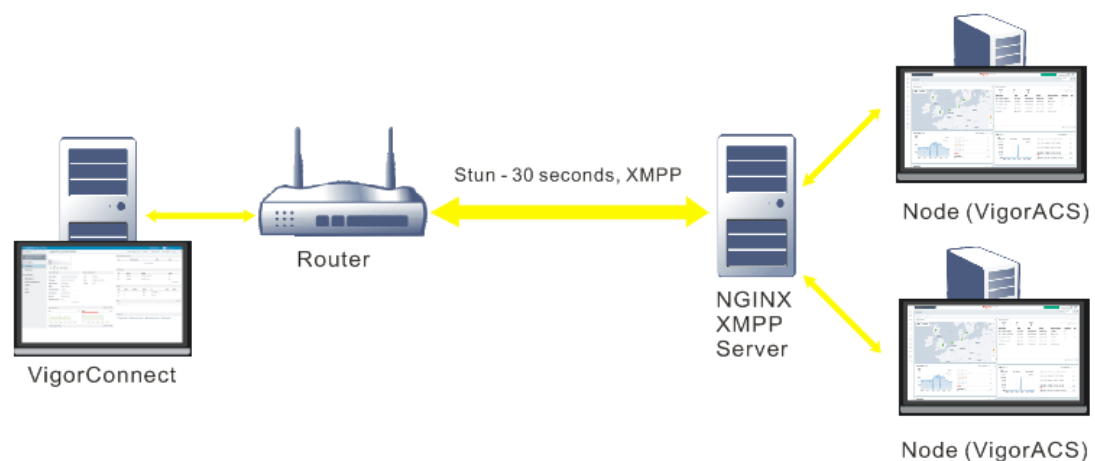 Stun - 30 seconds, XMPP
Node (VigorACS)
Router
NGINX
XMPP
Server
VigorConnect
Node (VigorACS)